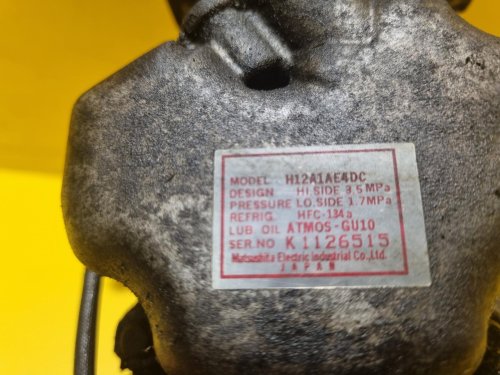 MODEL H12A1AE4DC
DESIGN HI.SIDE 3.5MPa
PRESSURE LO.SIDE 1.7MPa
REFRIG. HFC-134a
LUB OIL ATMOS-GU10
SER.NO K1126515
Matsushita Electric Industrial Co.,Ltd.
JAPAN